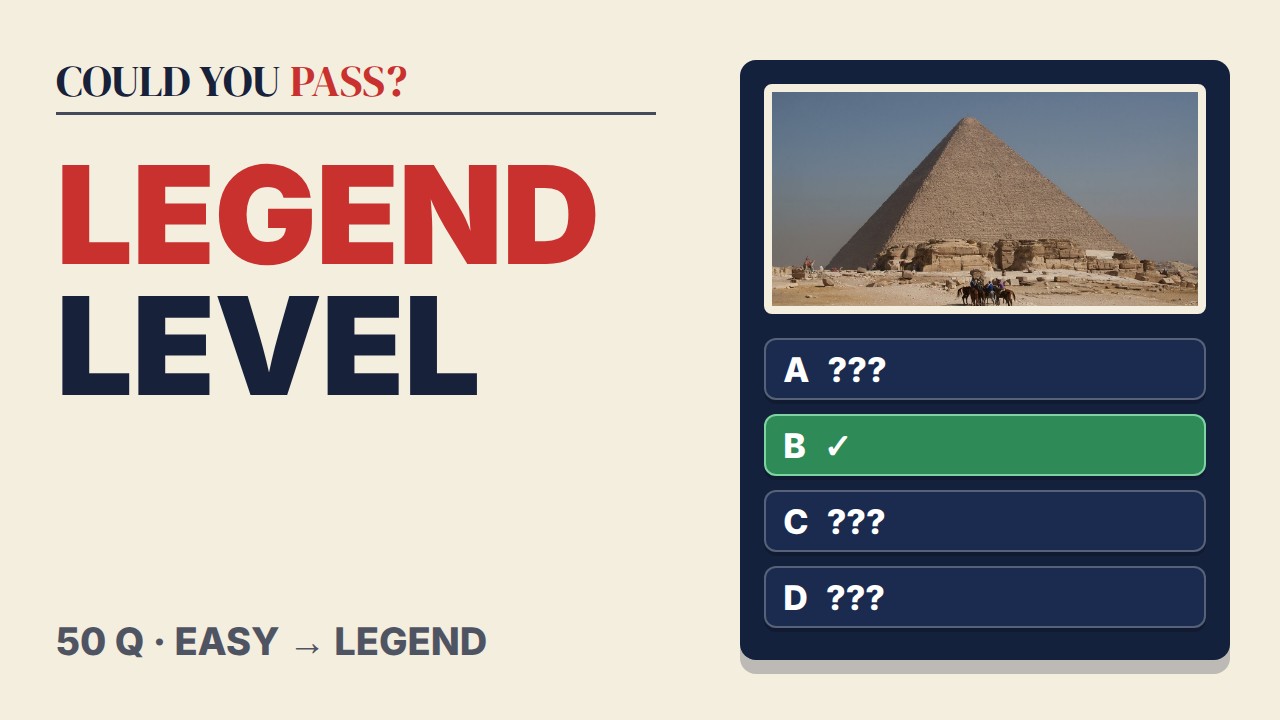 COULD YOU PASS?
LEGEND
LEVEL
50 Q · EASY → LEGEND
A ???
B ✓
C ???
D ???